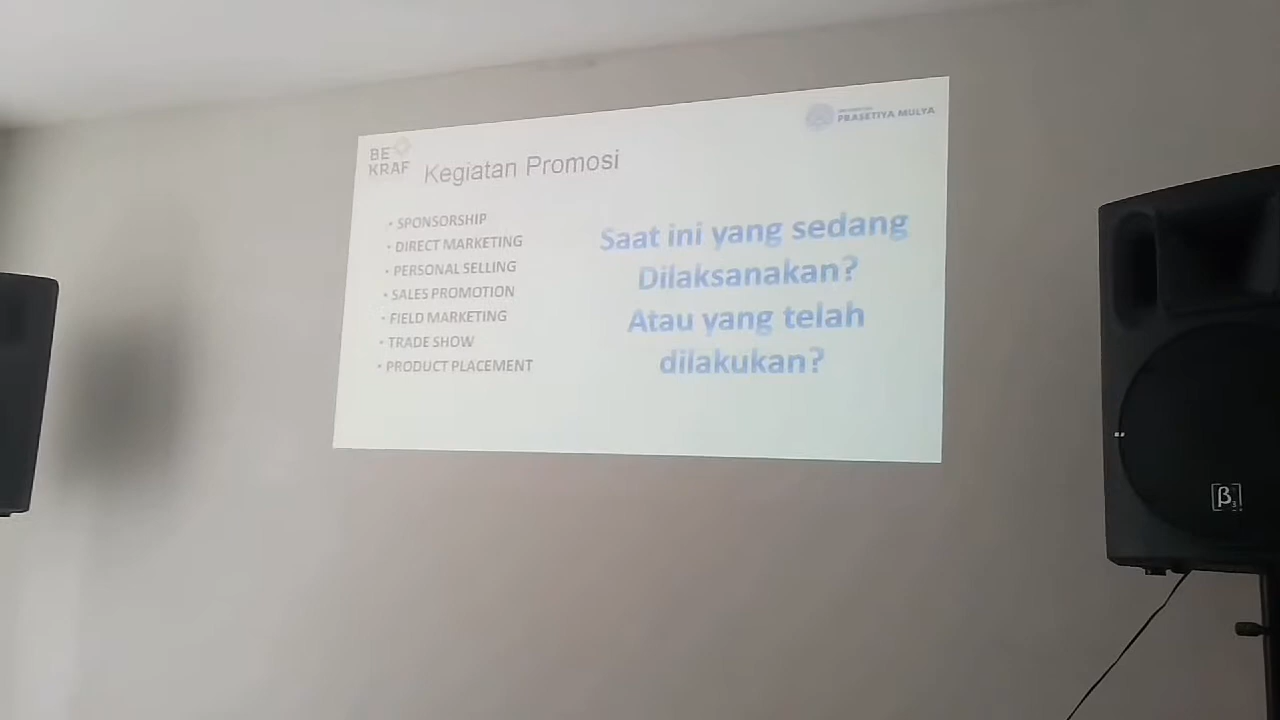 BE
KRAF
PRASETIYA MULYA
Kegiatan Promosi
• SPONSORSHIP
• DIRECT MARKETING
• PERSONAL SELLING
• SALES PROMOTION
• FIELD MARKETING
• TRADE SHOW
• PRODUCT PLACEMENT
Saat ini yang sedang
Dilaksanakan?
Atau yang telah
dilakukan?
β3